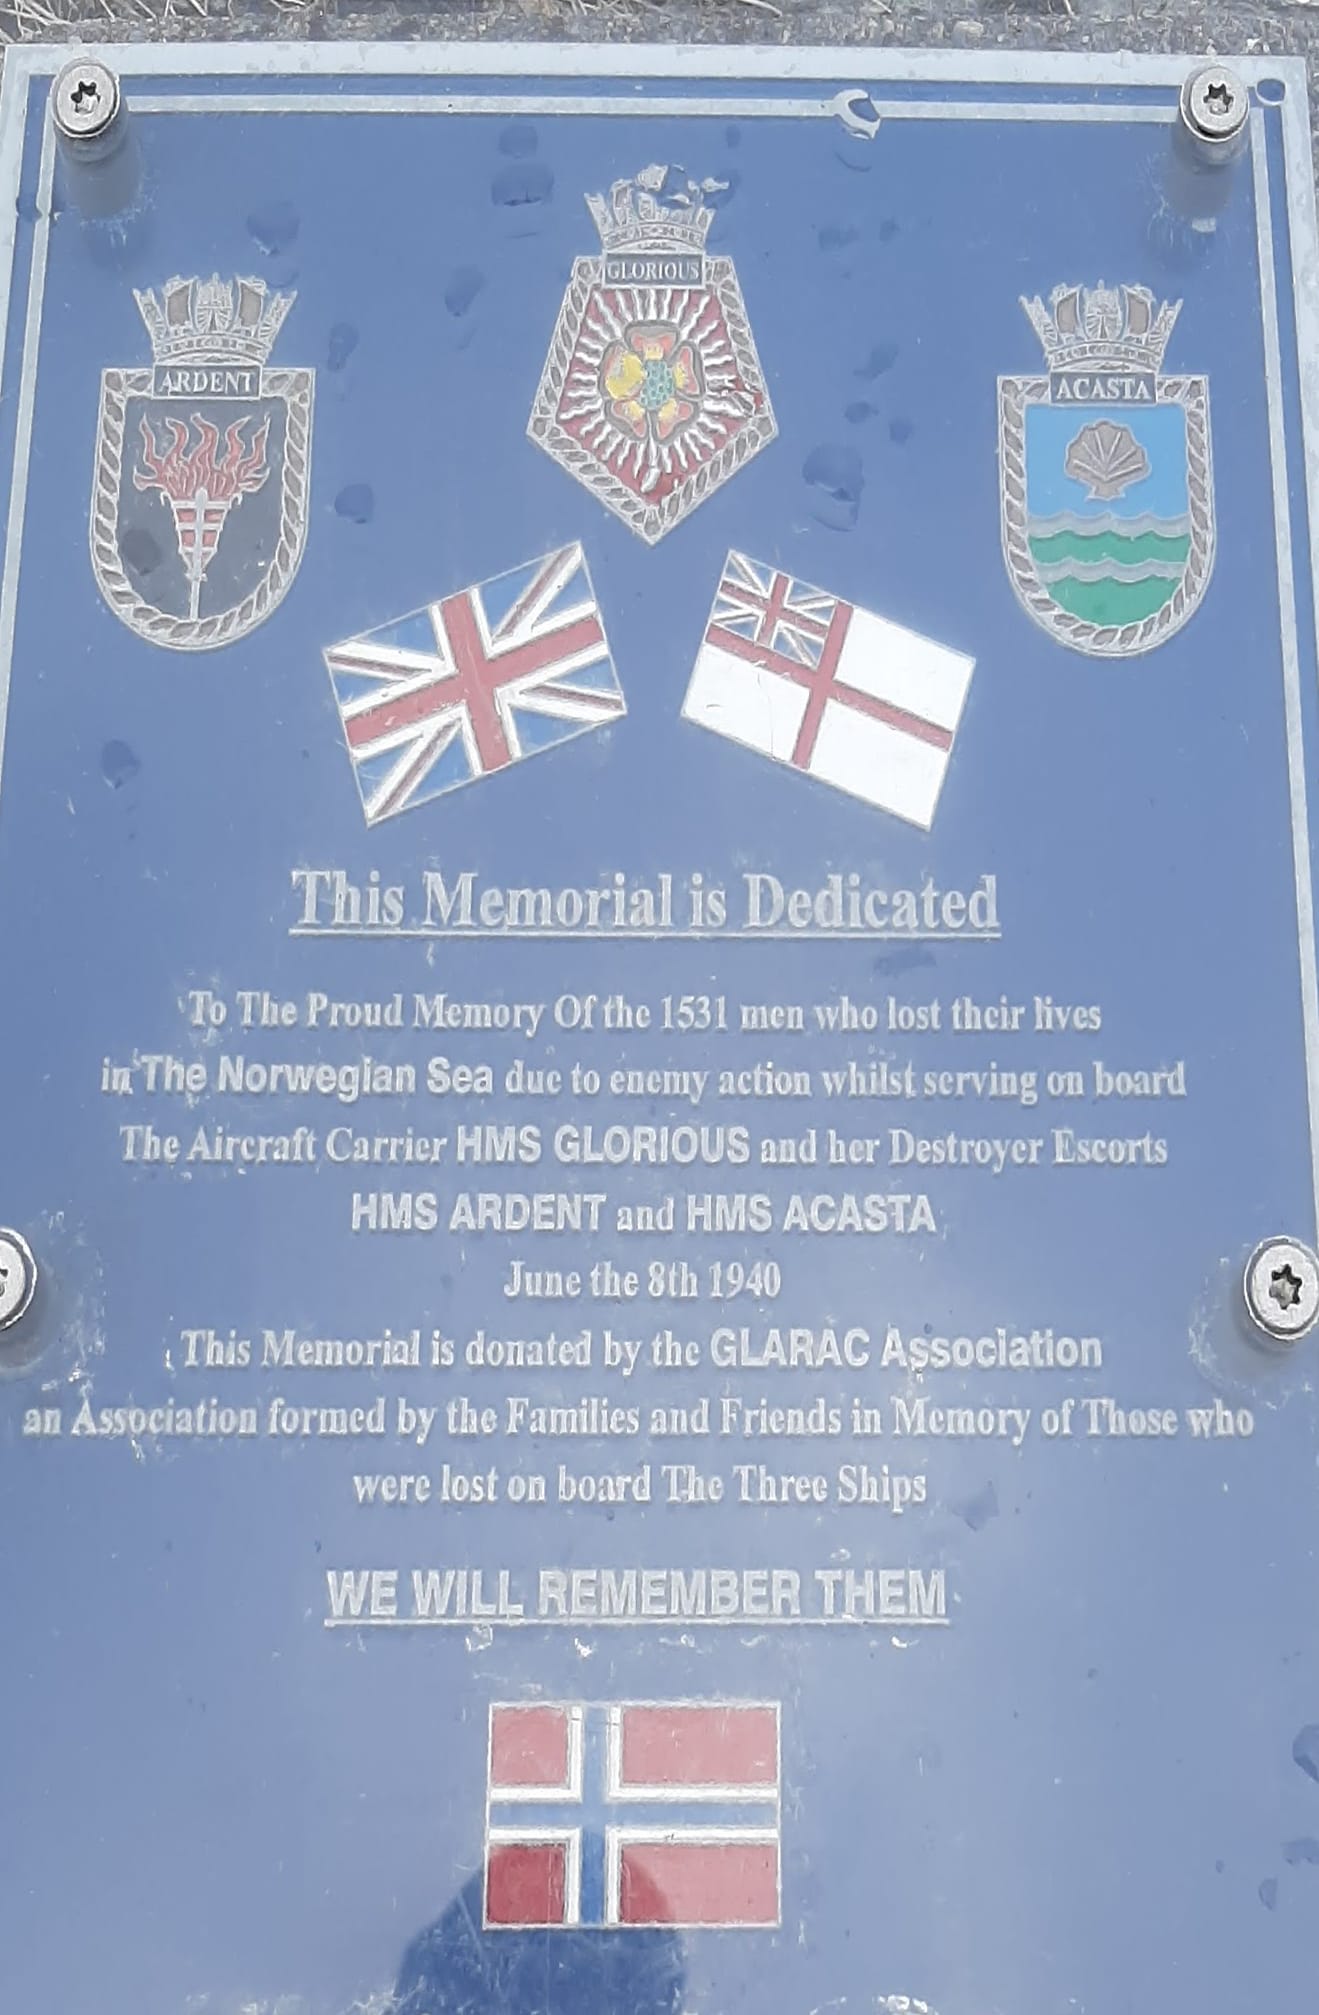 GLORIOUS
ARDENT
ACASTA
This Memorial is Dedicated
To The Proud Memory Of the 1531 men who lost their lives
in The Norwegian Sea due to enemy action whilst serving on board
The Aircraft Carrier HMS GLORIOUS and her Destroyer Escorts
HMS ARDENT and HMS ACASTA
June the 8th 1940
This Memorial is donated by the GLARAC Association
an Association formed by the Families and Friends in Memory of Those who
were lost on board The Three Ships
WE WILL REMEMBER THEM